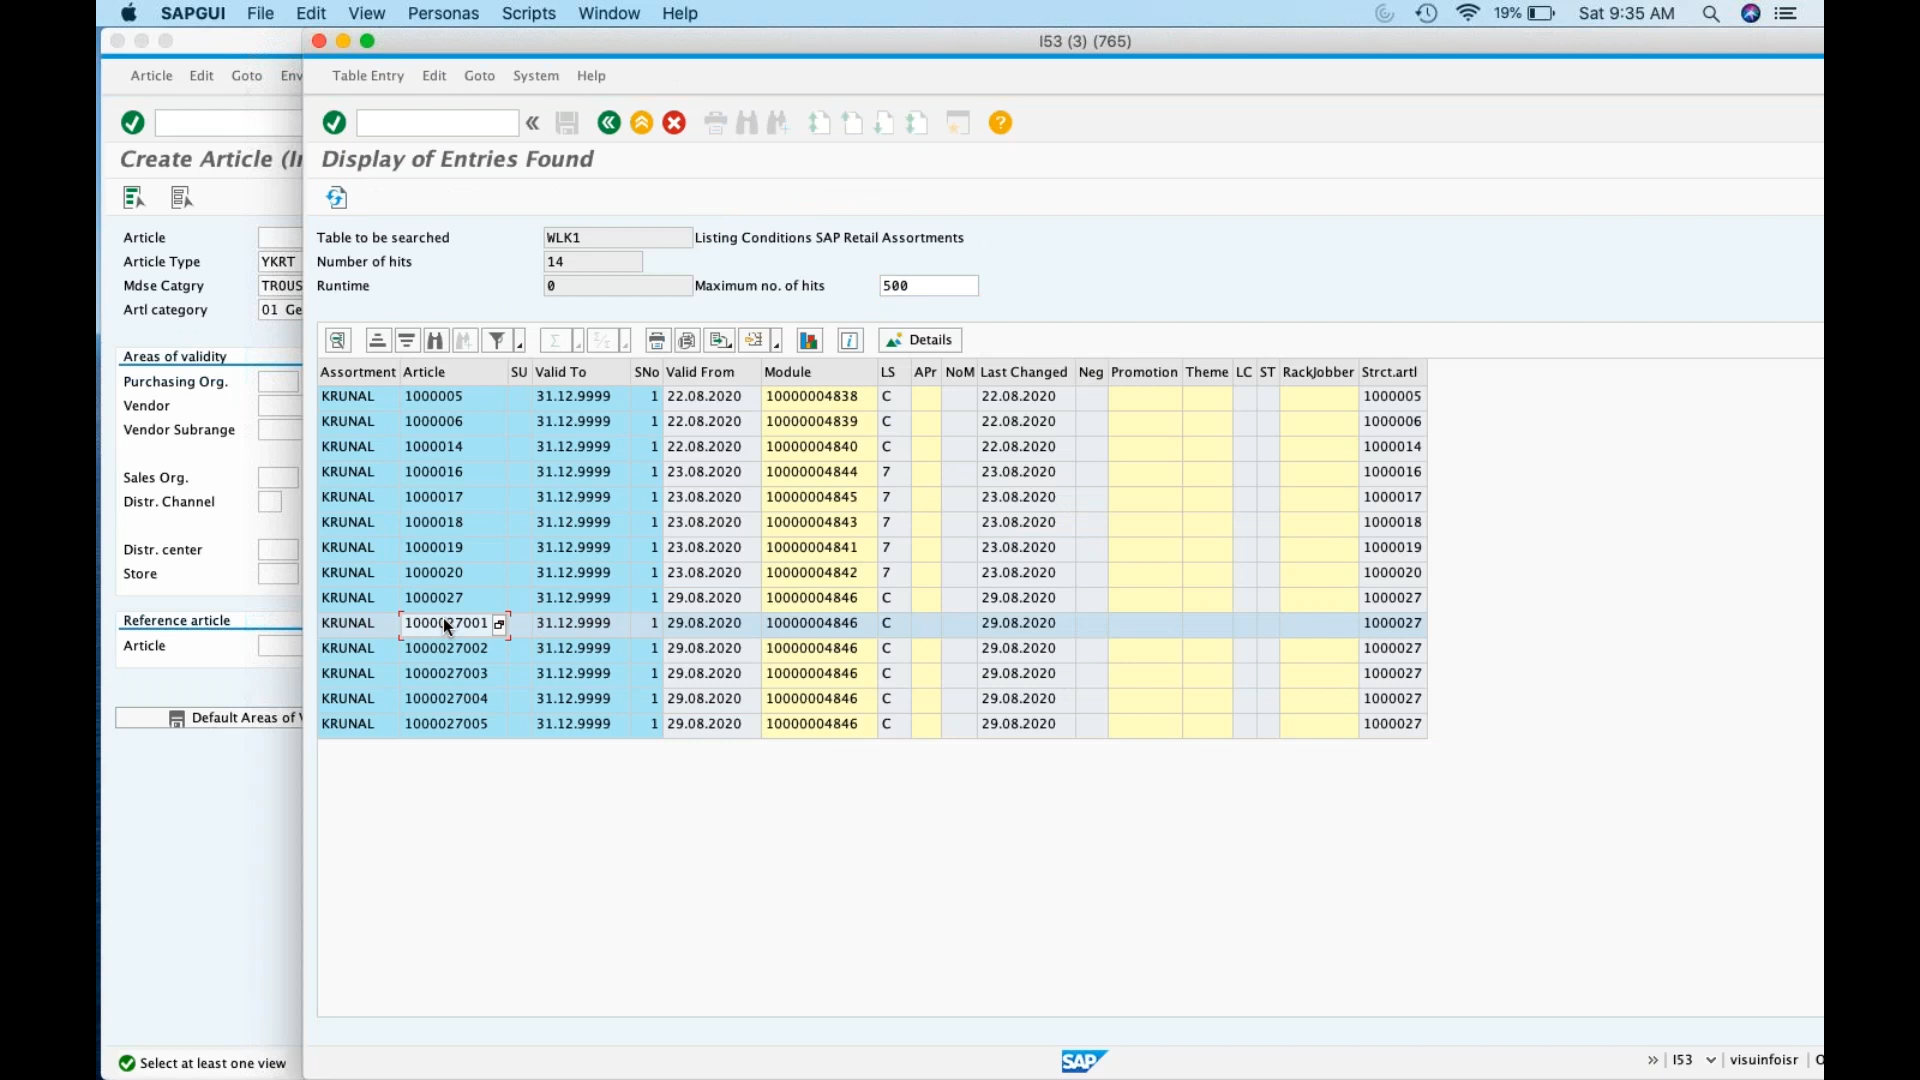 SAPGUI File Edit View Personas Scripts Window Help 19% Sat 9:35 AM
I53 (3) (765)
Article Edit Goto Env
Table Entry Edit Goto System Help
Create Article (In
Display of Entries Found
Article
Table to be searched WLK1 Listing Conditions SAP Retail Assortments
Article Type YKRT
Number of hits 14
Mdse Catgry TROUS
Runtime 0 Maximum no. of hits 500
Artl category 01 Ge
Details
Areas of validity
Purchasing Org.
Vendor
Vendor Subrange
Sales Org.
Distr. Channel
Distr. center
Store
Reference article
Article
Default Areas of V
Assortment Article SU Valid To SNo Valid From Module LS APr NoM Last Changed Neg Promotion Theme LC ST RackJobber Strct.artl
KRUNAL 1000005 31.12.9999 1 22.08.2020 10000004838 C 22.08.2020 1000005
KRUNAL 1000006 31.12.9999 1 22.08.2020 10000004839 C 22.08.2020 1000006
KRUNAL 1000014 31.12.9999 1 22.08.2020 10000004840 C 22.08.2020 1000014
KRUNAL 1000016 31.12.9999 1 23.08.2020 10000004844 7 23.08.2020 1000016
KRUNAL 1000017 31.12.9999 1 23.08.2020 10000004845 7 23.08.2020 1000017
KRUNAL 1000018 31.12.9999 1 23.08.2020 10000004843 7 23.08.2020 1000018
KRUNAL 1000019 31.12.9999 1 23.08.2020 10000004841 7 23.08.2020 1000019
KRUNAL 1000020 31.12.9999 1 23.08.2020 10000004842 7 23.08.2020 1000020
KRUNAL 1000027 31.12.9999 1 29.08.2020 10000004846 C 29.08.2020 1000027
KRUNAL 1000027001 31.12.9999 1 29.08.2020 10000004846 C 29.08.2020 1000027
KRUNAL 1000027002 31.12.9999 1 29.08.2020 10000004846 C 29.08.2020 1000027
KRUNAL 1000027003 31.12.9999 1 29.08.2020 10000004846 C 29.08.2020 1000027
KRUNAL 1000027004 31.12.9999 1 29.08.2020 10000004846 C 29.08.2020 1000027
KRUNAL 1000027005 31.12.9999 1 29.08.2020 10000004846 C 29.08.2020 1000027
Select at least one view
SAP
I53 visuinfoisr